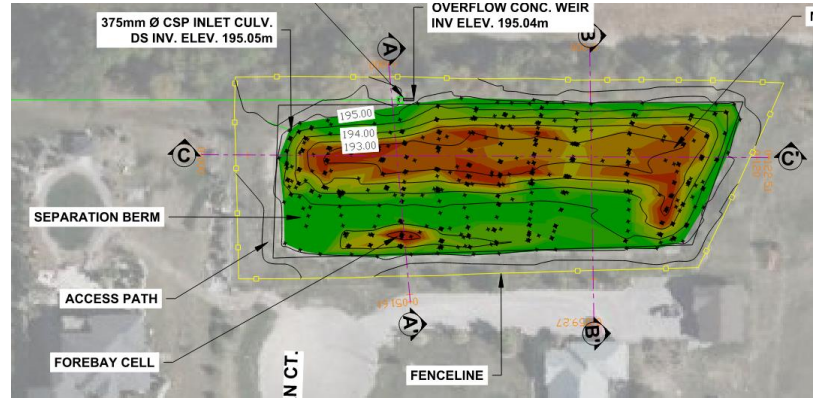 375mm Ø CSP INLET CULV.
DS INV. ELEV. 195.05m
OVERFLOW CONC. WEIR
INV ELEV. 195.04m
A
B
195.00
194.00
193.00
C
C'
SEPARATION BERM
ACCESS PATH
FOREBAY CELL
A'
B'
FENCELINE
N CT.